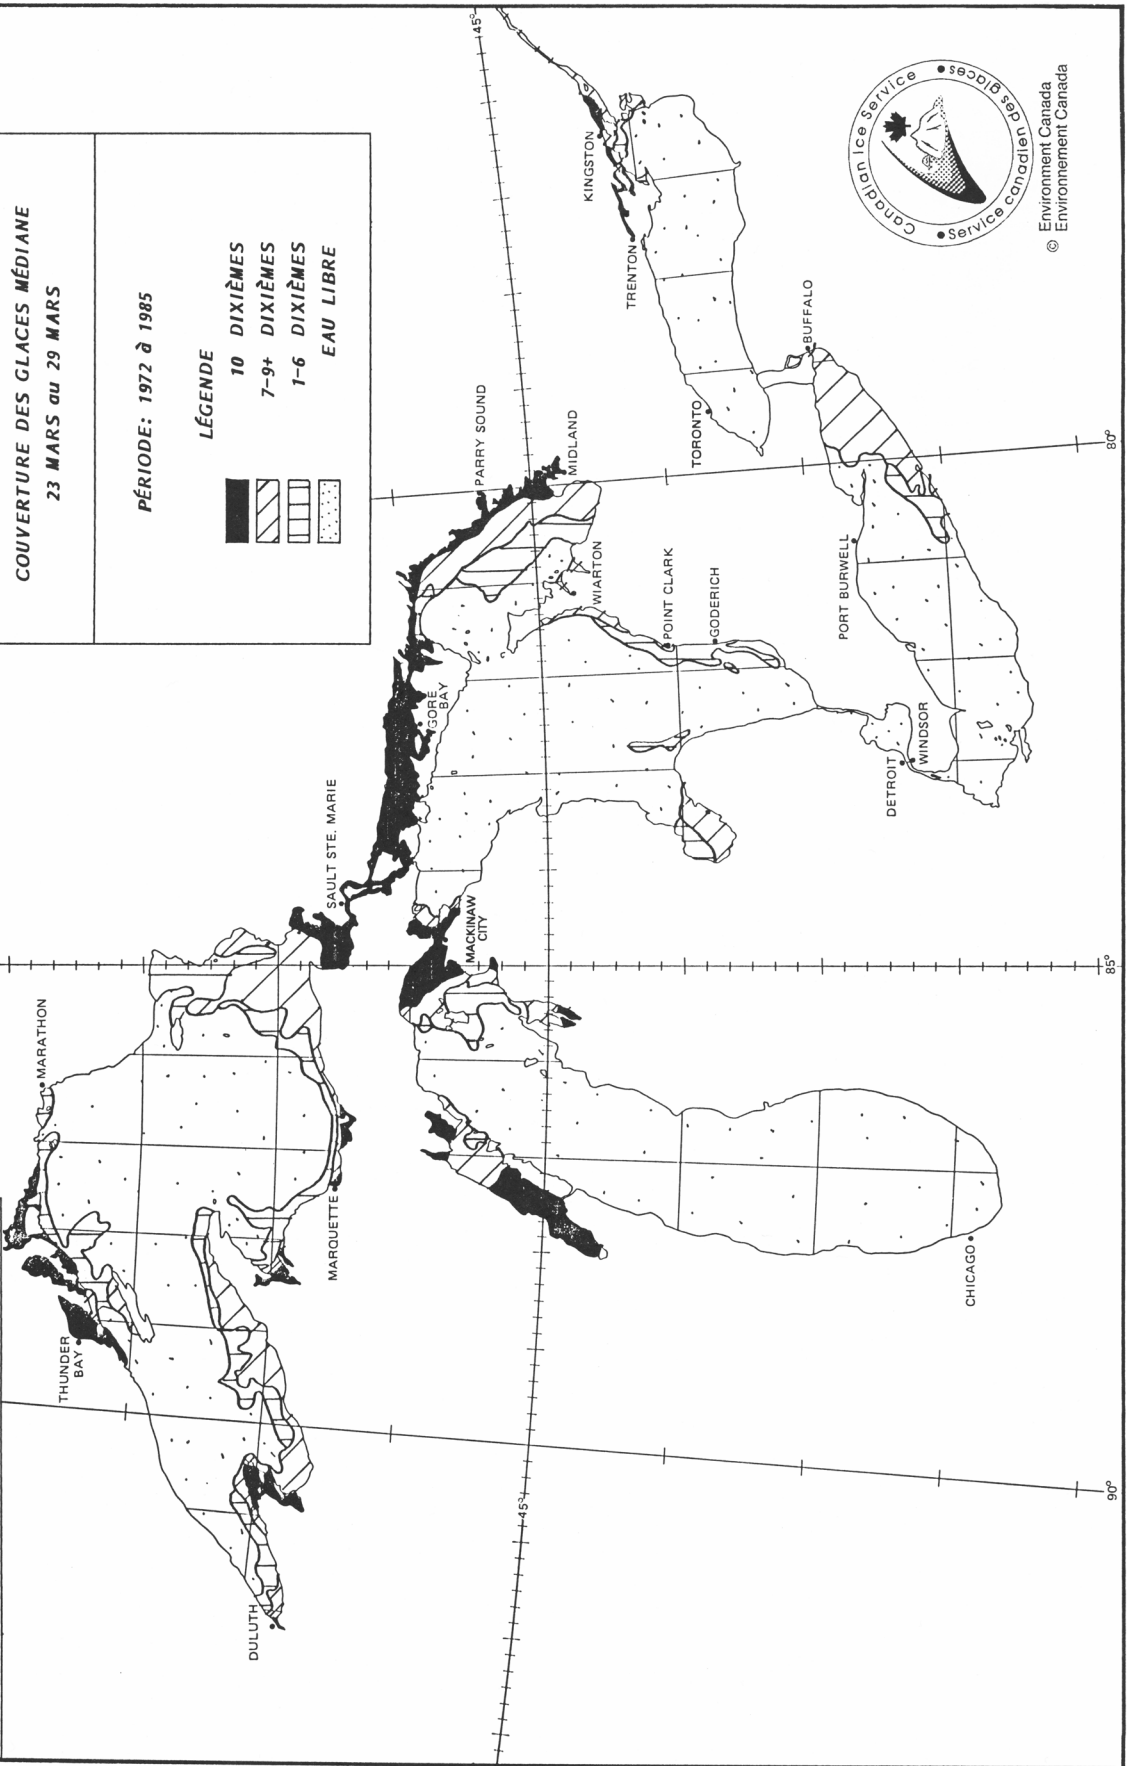 COUVERTURE DES GLACES MÉDIANE
23 MARS au 29 MARS
PÉRIODE: 1972 à 1985
LÉGENDE
10 DIXIÈMES
7-9+ DIXIÈMES
1-6 DIXIÈMES
EAU LIBRE
45°
KINGSTON
TRENTON
TORONTO
BUFFALO
80°
PARRY SOUND
MIDLAND
WIARTON
POINT CLARK
GODERICH
PORT BURWELL
GORE
BAY
DETROIT
WINDSOR
SAULT STE. MARIE
MACKINAW
CITY
85°
MARATHON
MARQUETTE
THUNDER
BAY
CHICAGO
DULUTH
45°
90°
Canadian Ice Service
Service canadien des glaces
© Environment Canada
Environnement Canada